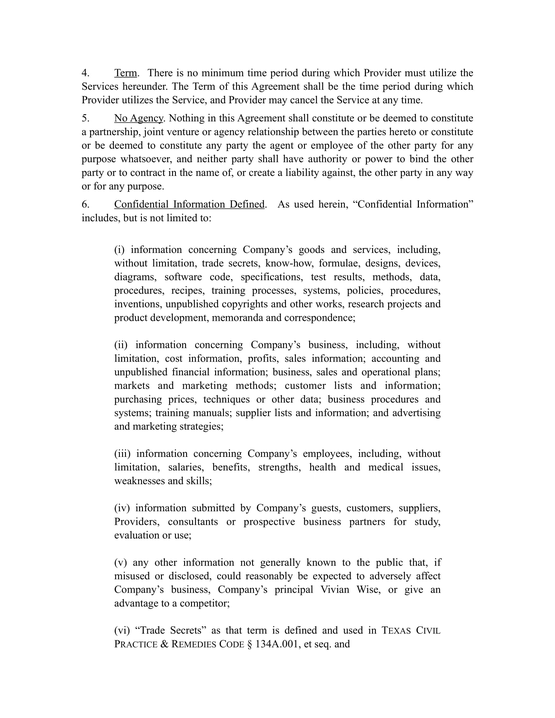 4. Term. There is no minimum time period during which Provider must utilize the
Services hereunder. The Term of this Agreement shall be the time period during which
Provider utilizes the Service, and Provider may cancel the Service at any time.
5. No Agency. Nothing in this Agreement shall constitute or be deemed to constitute
a partnership, joint venture or agency relationship between the parties hereto or constitute
or be deemed to constitute any party the agent or employee of the other party for any
purpose whatsoever, and neither party shall have authority or power to bind the other
party or to contract in the name of, or create a liability against, the other party in any way
or for any purpose.
6. Confidential Information Defined. As used herein, “Confidential Information”
includes, but is not limited to:
(i) information concerning Company’s goods and services, including,
without limitation, trade secrets, know-how, formulae, designs, devices,
diagrams, software code, specifications, test results, methods, data,
procedures, recipes, training processes, systems, policies, procedures,
inventions, unpublished copyrights and other works, research projects and
product development, memoranda and correspondence;
(ii) information concerning Company’s business, including, without
limitation, cost information, profits, sales information; accounting and
unpublished financial information; business, sales and operational plans;
markets and marketing methods; customer lists and information;
purchasing prices, techniques or other data; business procedures and
systems; training manuals; supplier lists and information; and advertising
and marketing strategies;
(iii) information concerning Company’s employees, including, without
limitation, salaries, benefits, strengths, health and medical issues,
weaknesses and skills;
(iv) information submitted by Company’s guests, customers, suppliers,
Providers, consultants or prospective business partners for study,
evaluation or use;
(v) any other information not generally known to the public that, if
misused or disclosed, could reasonably be expected to adversely affect
Company’s business, Company’s principal Vivian Wise, or give an
advantage to a competitor;
(vi) “Trade Secrets” as that term is defined and used in TEXAS CIVIL
PRACTICE & REMEDIES CODE § 134A.001, et seq. and